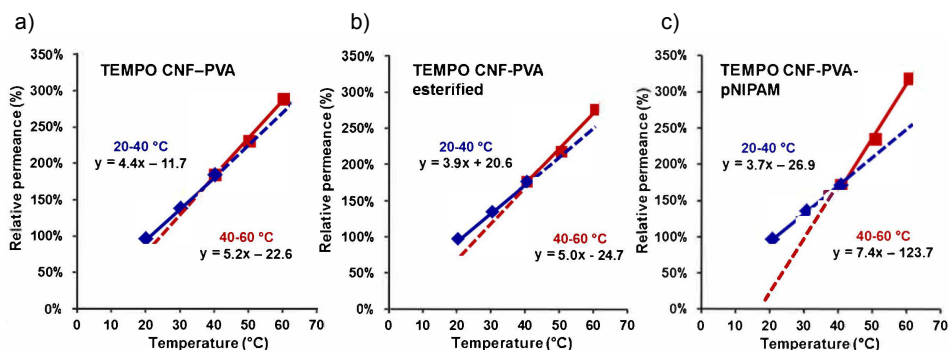 a)
Relative permeance (%)
350%
300%
250%
200%
150%
100%
50%
0%
TEMPO CNF–PVA
20-40 °C
y = 4.4x – 11.7
40-60 °C
y = 5.2x – 22.6
0 10 20 30 40 50 60 70
Temperature (°C)
b)
Relative permeance (%)
350%
300%
250%
200%
150%
100%
50%
0%
TEMPO CNF-PVA
esterified
20-40 °C
y = 3.9x + 20.6
40-60 °C
y = 5.0x - 24.7
0 10 20 30 40 50 60 70
Temperature (°C)
c)
Relative permeance (%)
350%
300%
250%
200%
150%
100%
50%
0%
TEMPO CNF-PVA-
pNIPAM
20-40 °C
y = 3.7x – 26.9
40-60 °C
y = 7.4x – 123.7
0 10 20 30 40 50 60 70
Temperature (°C)